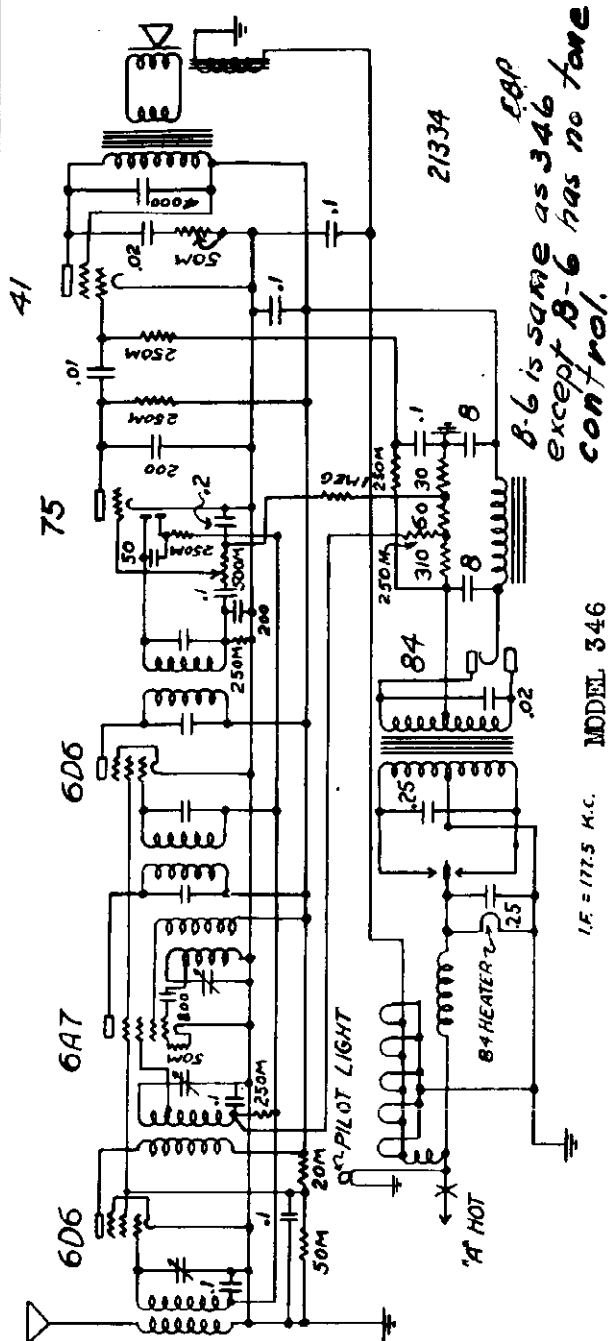 6D6
6A7
6D6
75
41
.1
50M
20M
.1
250M
50M
200
.1
250M
200
50
250M
500M
.1
.2
200
250M
.01
250M
.02
50M
4000
.1
.1
1MEG
250M
.1
8
30
60
310
250M
8
84
.02
.25
.25
84 HEATER
PILOT LIGHT
"A" HOT
I.F. = 177.5 K.C.
MODEL 346
21334
B-6 is same as 346
except B-6 has no tone
control.